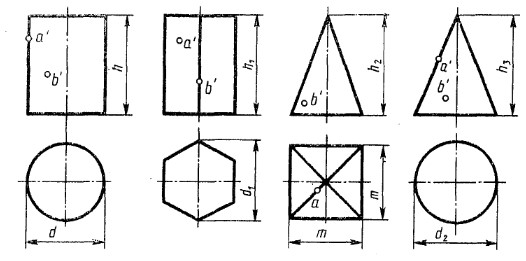 a' b' h
a' b' h₁
b' h₂
a' b' h₃
d
d₁
a m m
d₂